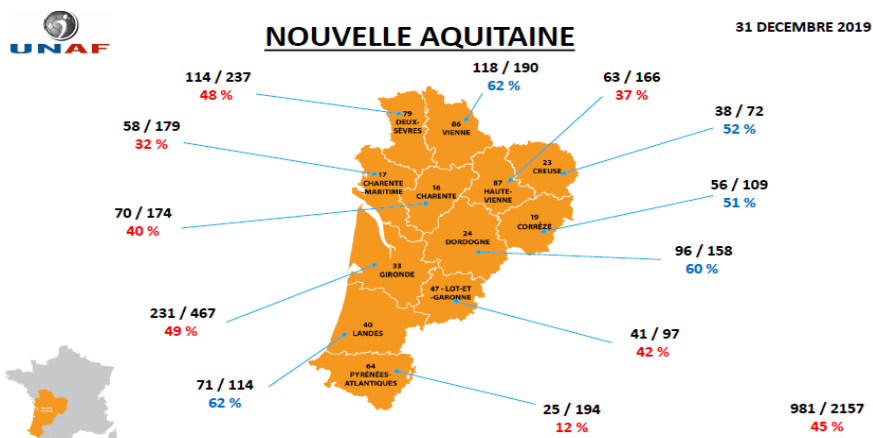 UNAF
NOUVELLE AQUITAINE
31 DECEMBRE 2019
114 / 237
48 %
118 / 190
62 %
63 / 166
37 %
38 / 72
52 %
58 / 179
32 %
56 / 109
51 %
70 / 174
40 %
96 / 158
60 %
231 / 467
49 %
41 / 97
42 %
71 / 114
62 %
25 / 194
12 %
981 / 2157
45 %
79
DEUX-
SÈVRES
86
VIENNE
17
CHARENTE
-MARITIME
16
CHARENTE
87
HAUTE-
VIENNE
23
CREUSE
19
CORRÈZE
24
DORDOGNE
33
GIRONDE
47 - LOT-ET
-GARONNE
40
LANDES
64
PYRÉNÉES-
ATLANTIQUES